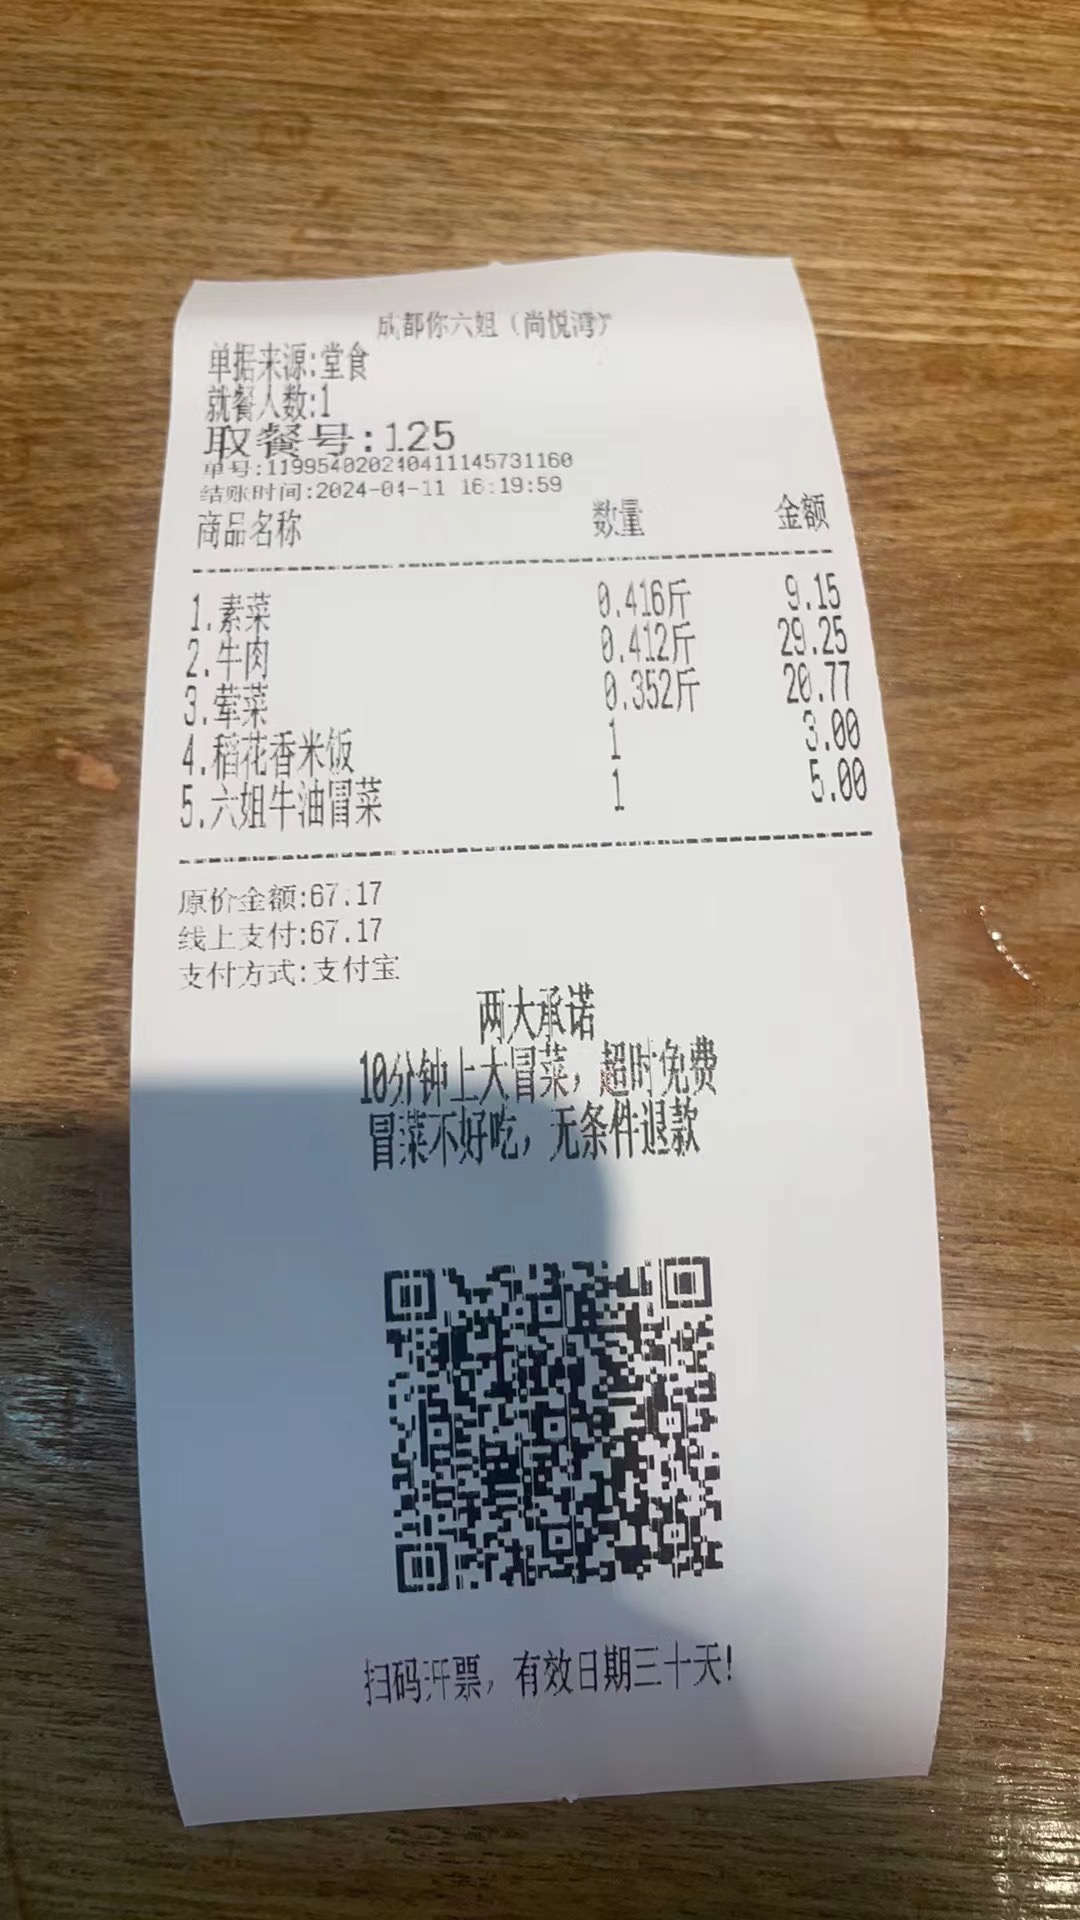 成都你六姐（尚悦湾）
单据来源:堂食
就餐人数:1
取餐号:125
单号:119954020240411145731160
结账时间:2024-04-11 16:19:59
商品名称 数量 金额
1.素菜 0.416斤 9.15
2.牛肉 0.412斤 29.25
3.荤菜 0.352斤 20.77
4.稻花香米饭 1 3.00
5.六姐牛油冒菜 1 5.00
原价金额:67.17
线上支付:67.17
支付方式:支付宝
两大承诺
10分钟上大冒菜，超时免费
冒菜不好吃，无条件退款
扫码开票，有效日期三十天!